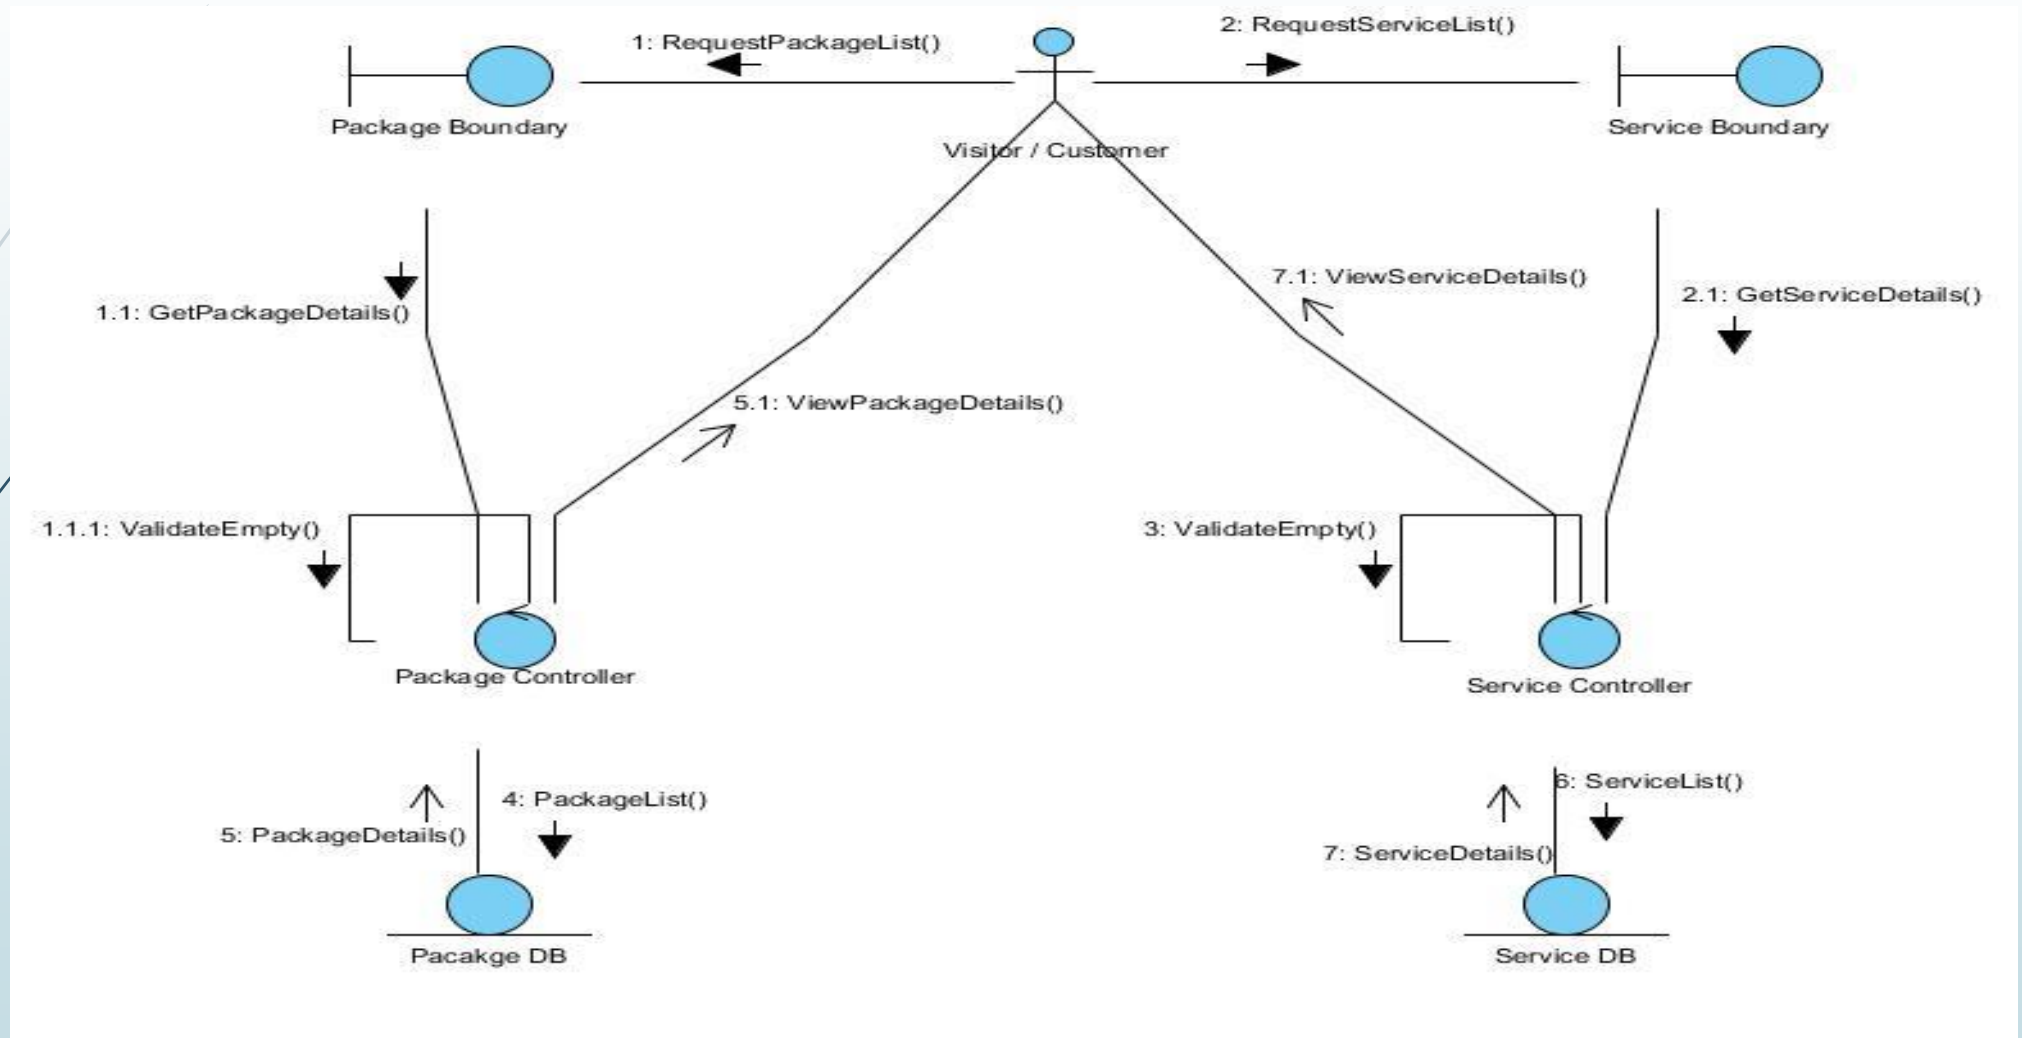 1: RequestPackageList()
2: RequestServiceList()
Package Boundary
Service Boundary
Visitor / Customer
7.1: ViewServiceDetails()
2.1: GetServiceDetails()
1.1: GetPackageDetails()
5.1: ViewPackageDetails()
1.1.1: ValidateEmpty()
3: ValidateEmpty()
Package Controller
Service Controller
6: ServiceList()
4: PackageList()
5: PackageDetails()
7: ServiceDetails()
Pacakge DB
Service DB